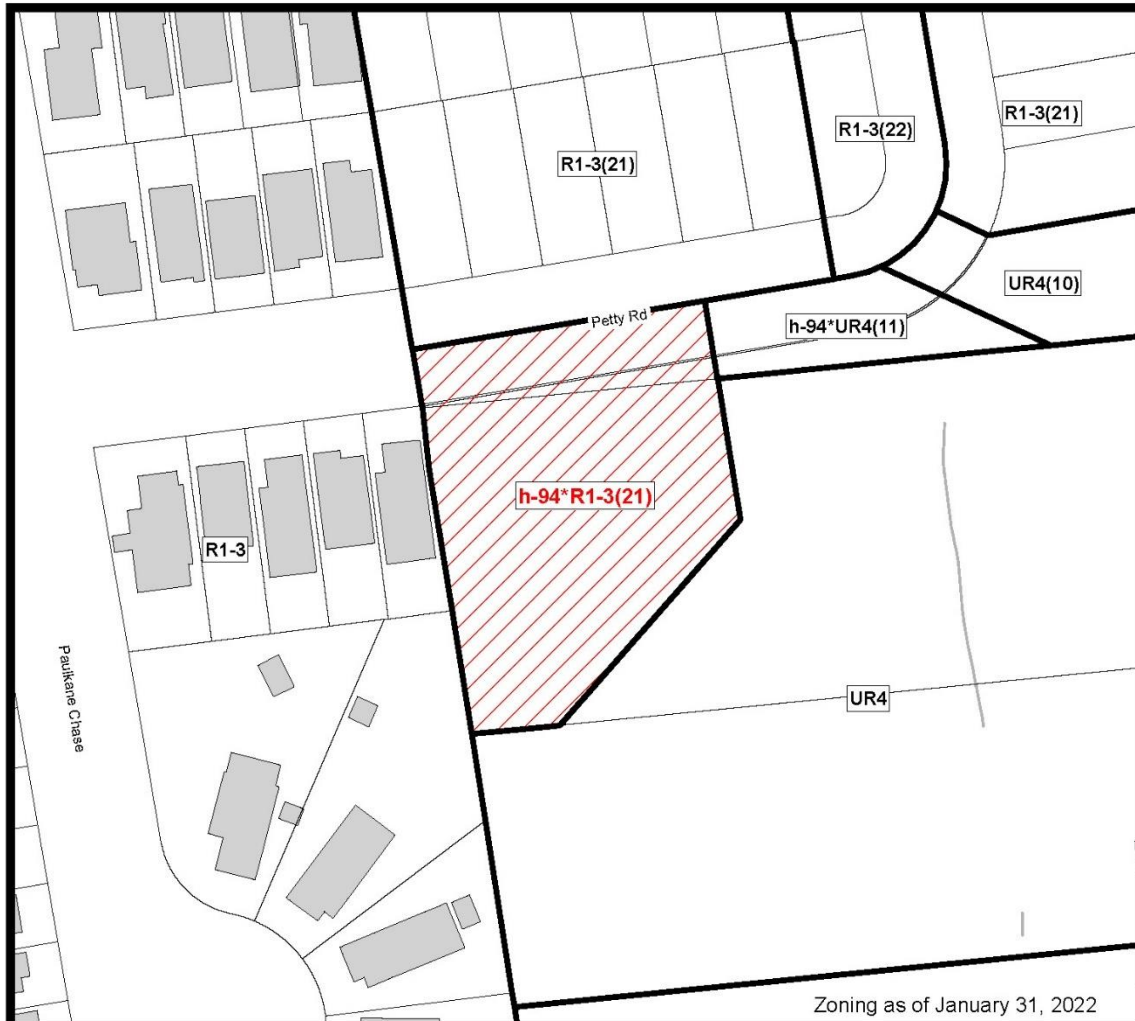 R1-3(21)
R1-3(22)
R1-3(21)
UR4(10)
Petty Rd
h-94*UR4(11)
h-94*R1-3(21)
R1-3
Paulkane Chase
UR4
Zoning as of January 31, 2022